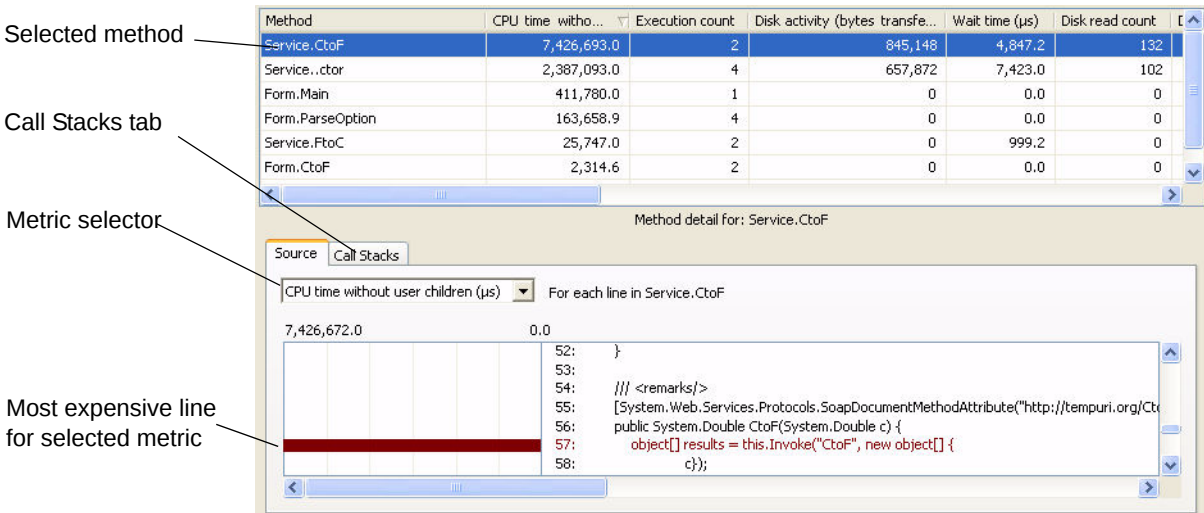 Selected method
Call Stacks tab
Metric selector
Most expensive line
for selected metric
Method CPU time witho... Execution count Disk activity (bytes transfe... Wait time (µs) Disk read count
Service.CtoF 7,426,693.0 2 845,148 4,847.2 132
Service..ctor 2,387,093.0 4 657,872 7,423.0 102
Form.Main 411,780.0 1 0 0.0 0
Form.ParseOption 163,658.9 4 0 0.0 0
Service.FtoC 25,747.0 2 0 999.2 0
Form.CtoF 2,314.6 2 0 0.0 0
Method detail for: Service.CtoF
Source Call Stacks
CPU time without user children (µs) For each line in Service.CtoF
7,426,672.0 0.0
52: }
53:
54: /// <remarks/>
55: [System.Web.Services.Protocols.SoapDocumentMethodAttribute("http://tempuri.org/Cto
56: public System.Double CtoF(System.Double c) {
57: object[] results = this.Invoke("CtoF", new object[] {
58: c});